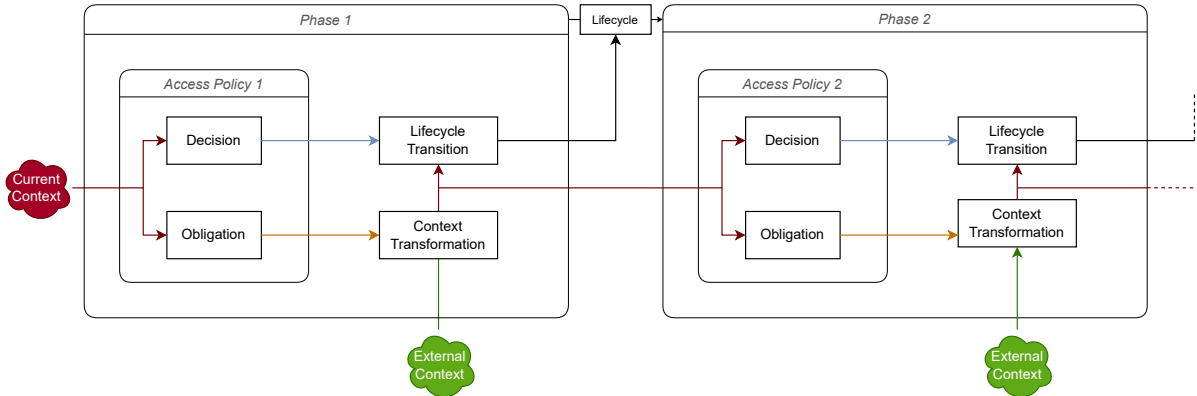 Phase 1
Lifecycle
Phase 2
Access Policy 1
Access Policy 2
Decision
Lifecycle
Transition
Decision
Lifecycle
Transition
Current
Context
Obligation
Context
Transformation
Obligation
Context
Transformation
External
Context
External
Context